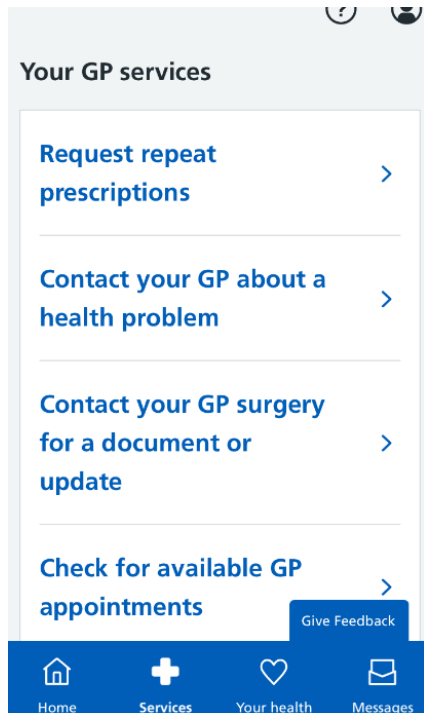 ?
Your GP services
Request repeat
prescriptions
Contact your GP about a
health problem
Contact your GP surgery
for a document or
update
Check for available GP
appointments
Give Feedback
Home
Services
Your health
Messages